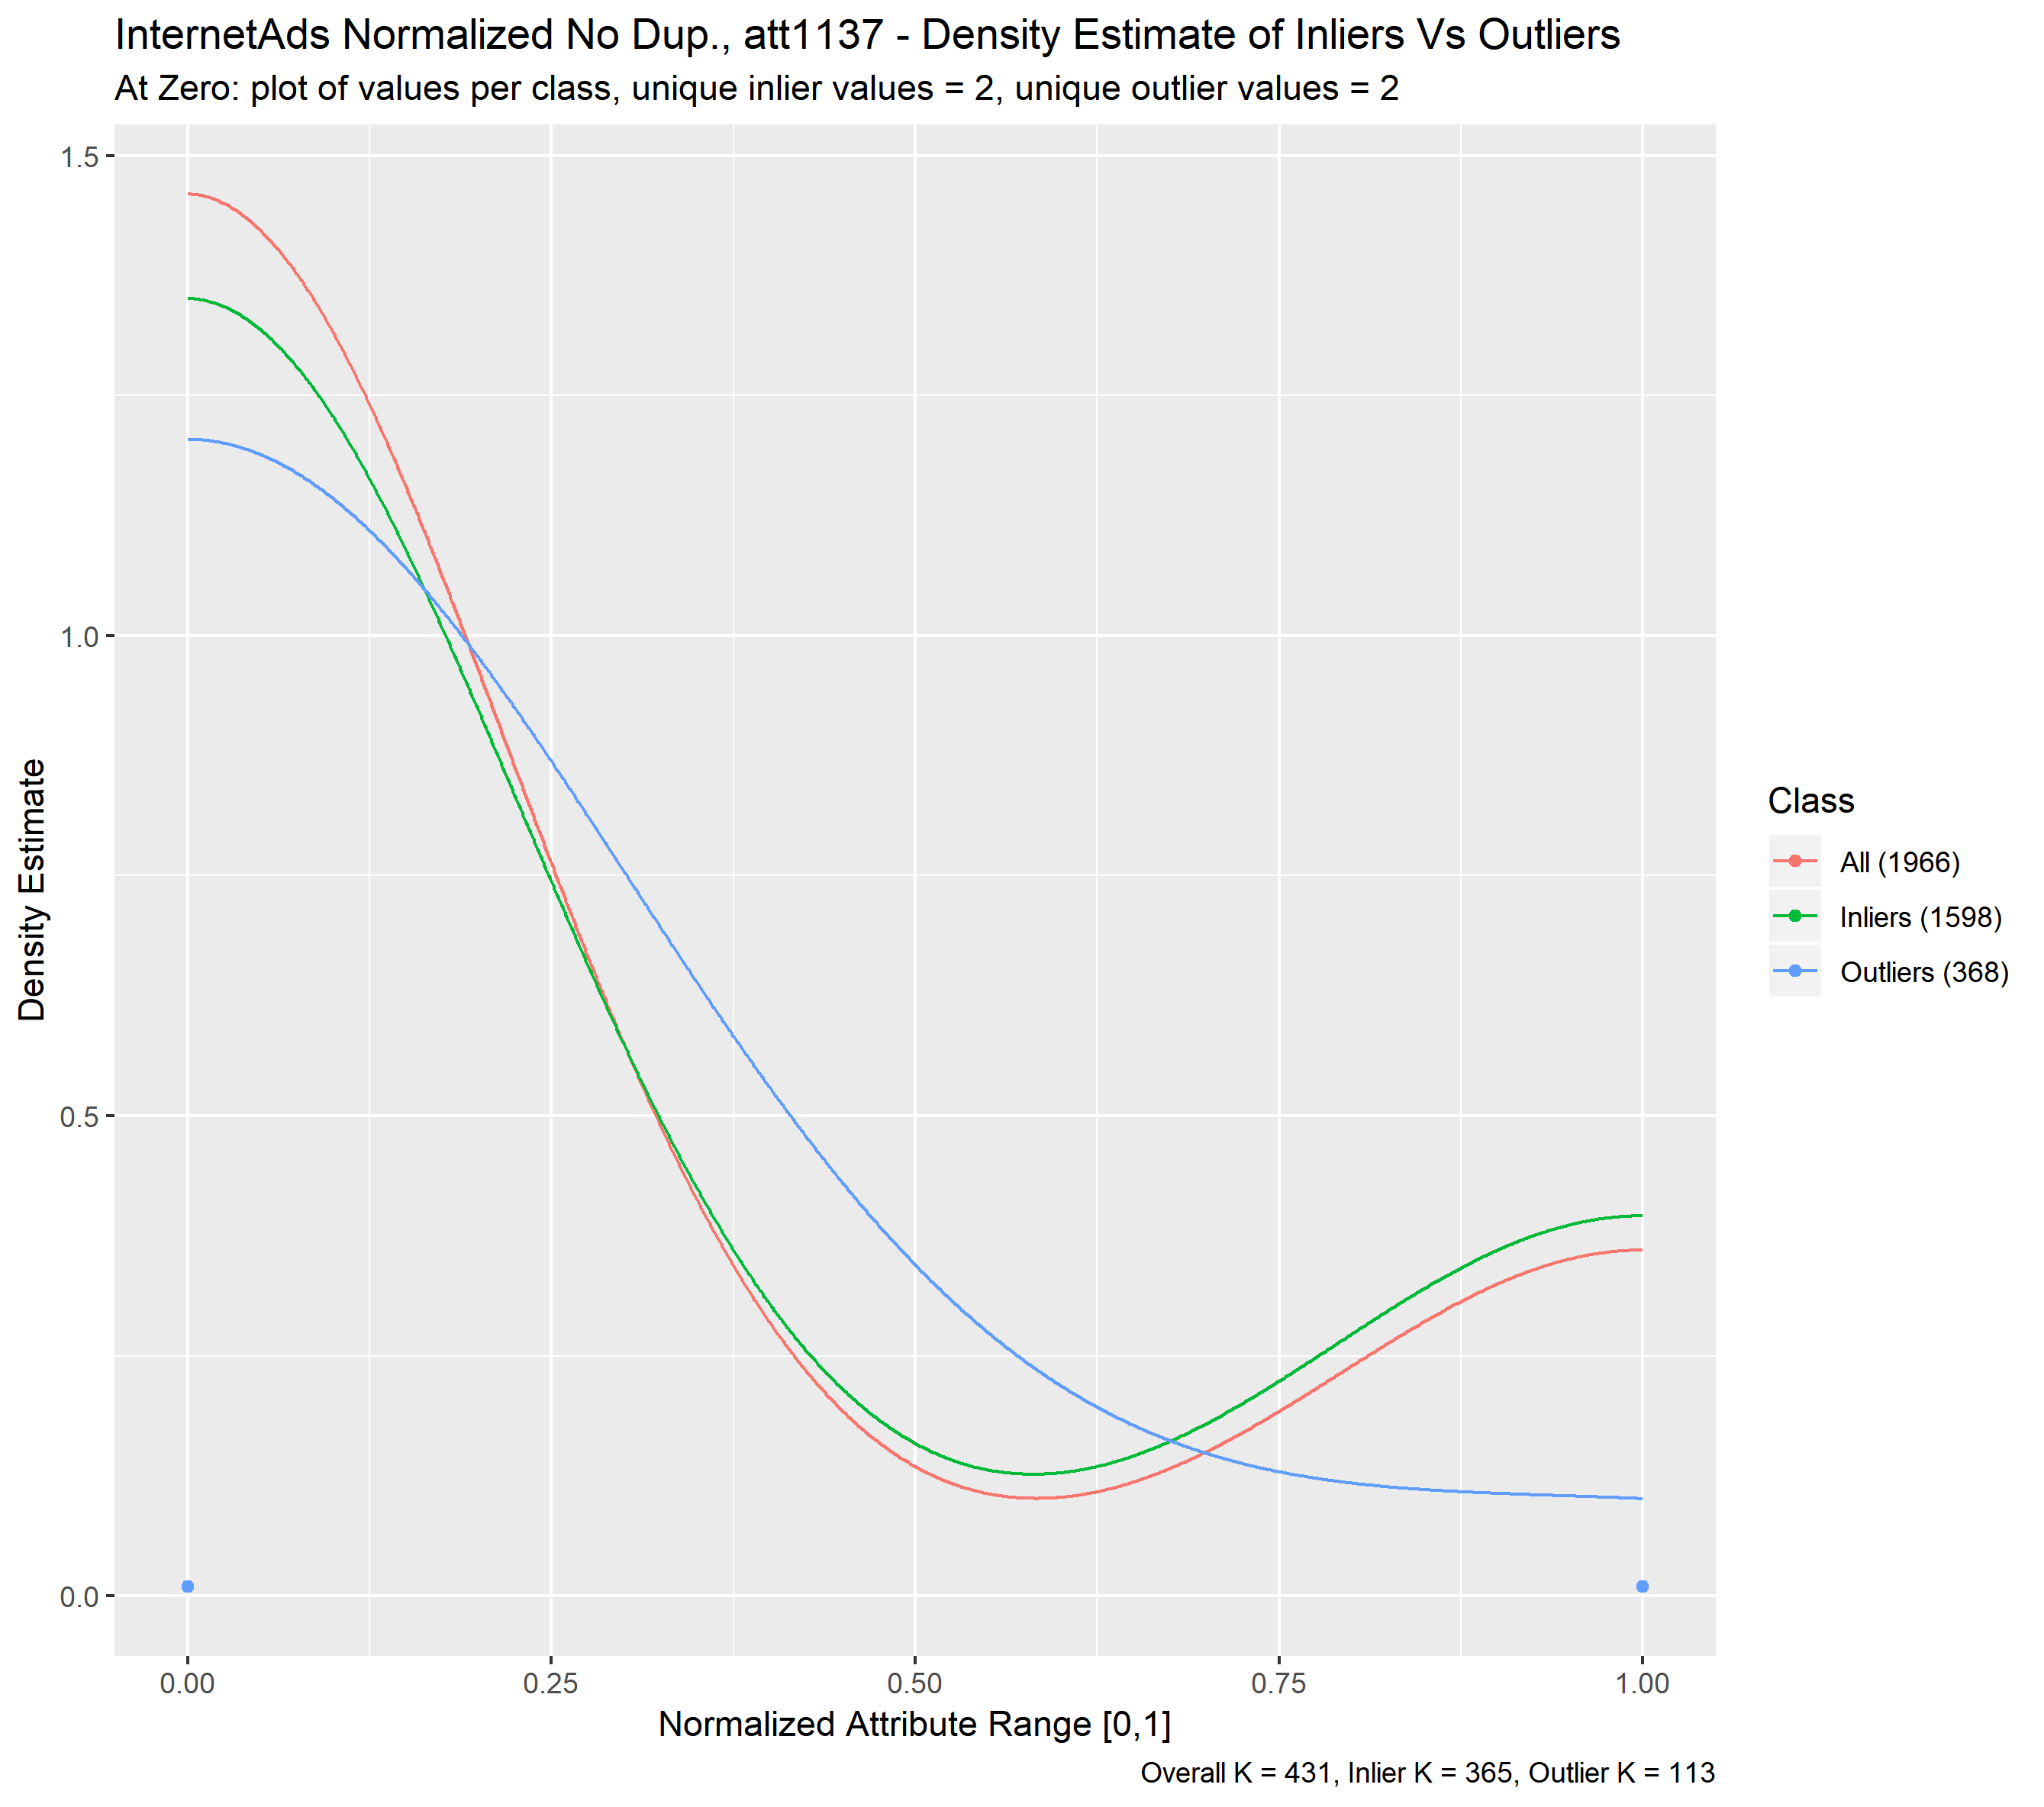 InternetAds Normalized No Dup., att1137 - Density Estimate of Inliers Vs Outliers
At Zero: plot of values per class, unique inlier values = 2, unique outlier values = 2
1.5
1.0
0.5
0.0
Density Estimate
0.00 0.25 0.50 0.75 1.00
Normalized Attribute Range [0,1]
Overall K = 431, Inlier K = 365, Outlier K = 113
Class
All (1966)
Inliers (1598)
Outliers (368)